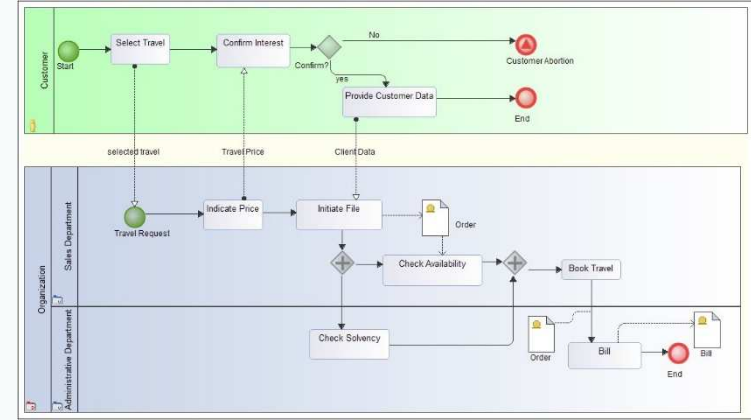 Customer
Start
Select Travel
Confirm Interest
Confirm?
No
yes
Customer Abortion
Provide Customer Data
End
selected travel
Travel Price
Client Data
Organization
Sales Department
Travel Request
Indicate Price
Initiate File
Order
Check Availability
Book Travel
Administrative Department
Check Solvency
Order
Bill
End
Bill